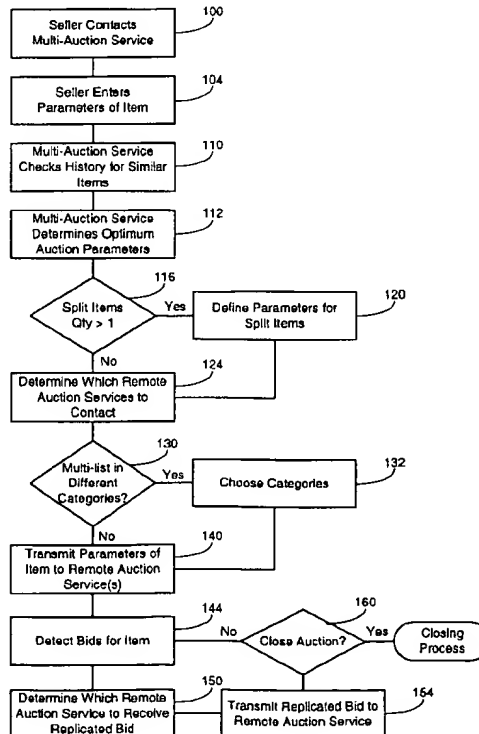 Seller Contacts
Multi-Auction Service
100
Seller Enters
Parameters of Item
104
Multi-Auction Service
Checks History for Similar
Items
110
Multi-Auction Service
Determines Optimum
Auction Parameters
112
Split Items
Qty > 1
116
Yes
Define Parameters for
Split Items
120
No
Determine Which Remote
Auction Services to
Contact
124
Multi-list in
Different
Categories?
130
Yes
Choose Categories
132
No
Transmit Parameters of
Item to Remote Auction
Service(s)
140
Detect Bids for Item
144
No
Close Auction?
160
Yes
Closing
Process
Determine Which Remote
Auction Service to Receive
Replicated Bid
150
Transmit Replicated Bid to
Remote Auction Service
154